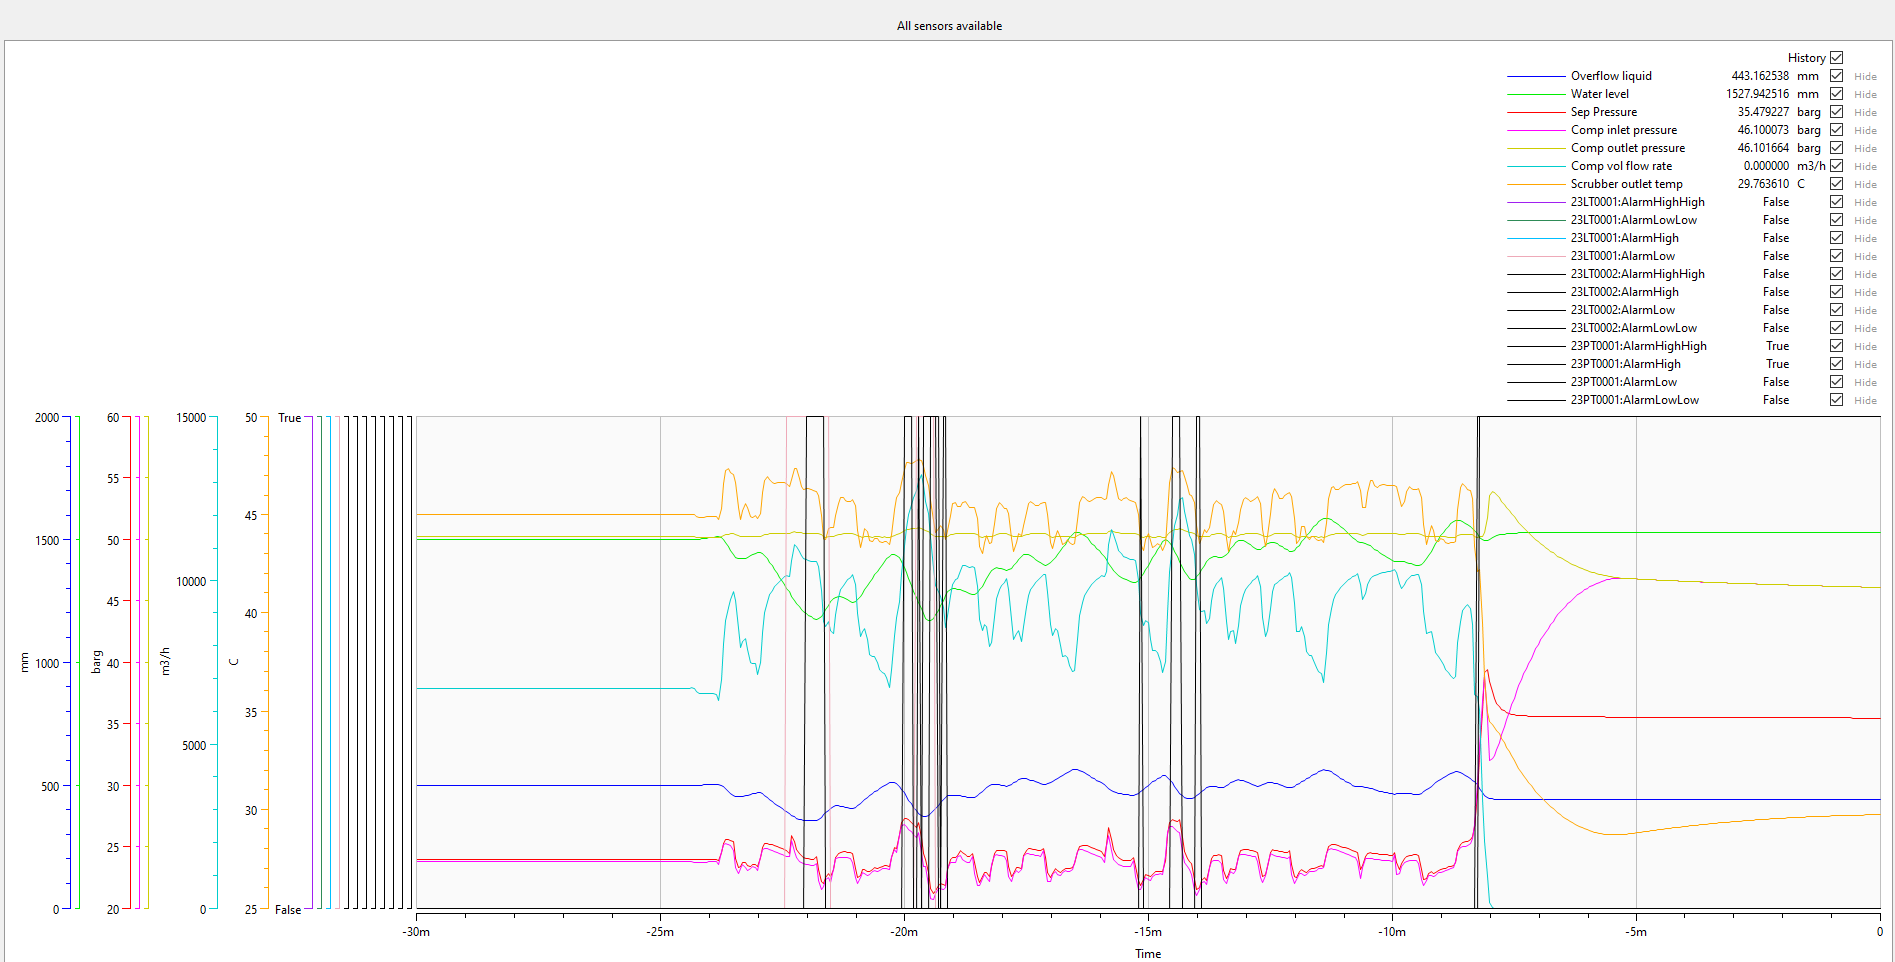 All sensors available
History
Overflow liquid 443.162538 mm Hide
Water level 1527.942516 mm Hide
Sep Pressure 35.479227 barg Hide
Comp inlet pressure 46.100073 barg Hide
Comp outlet pressure 46.101664 barg Hide
Comp vol flow rate 0.000000 m3/h Hide
Scrubber outlet temp 29.763610 C Hide
23LT0001:AlarmHighHigh False Hide
23LT0001:AlarmLowLow False Hide
23LT0001:AlarmHigh False Hide
23LT0001:AlarmLow False Hide
23LT0002:AlarmHighHigh False Hide
23LT0002:AlarmHigh False Hide
23LT0002:AlarmLow False Hide
23LT0002:AlarmLowLow False Hide
23PT0001:AlarmHighHigh True Hide
23PT0001:AlarmHigh True Hide
23PT0001:AlarmLow False Hide
23PT0001:AlarmLowLow False Hide
2000 60 15000 50 True
55
1500 50 45
10000
45
40
mm 1000 barg 40 m3/h C
35 35
5000
500 30 30
25
0 20 0 25 False
-30m -25m -20m -15m -10m -5m 0
Time